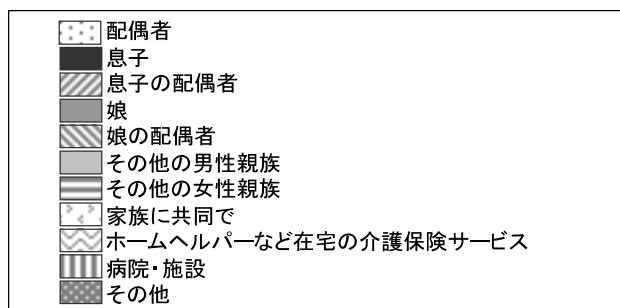 配偶者
息子
息子の配偶者
娘
娘の配偶者
その他の男性親族
その他の女性親族
家族に共同で
ホームヘルパーなど在宅の介護保険サービス
病院・施設
その他